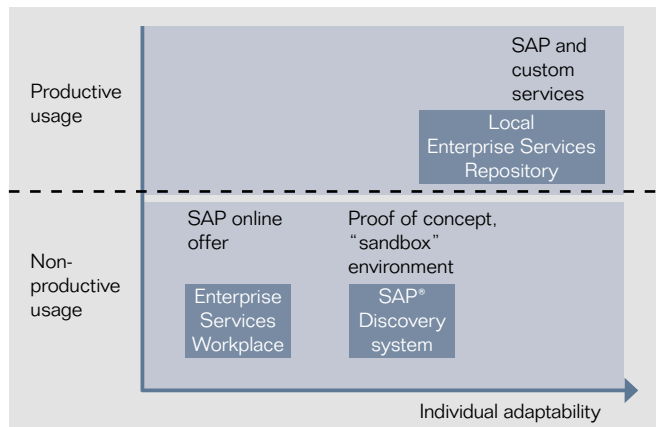 Productive
usage
SAP and
custom
services
Local
Enterprise Services
Repository
Non-
productive
usage
SAP online
offer
Enterprise
Services
Workplace
Proof of concept,
“sandbox”
environment
SAP®
Discovery
system
Individual adaptability